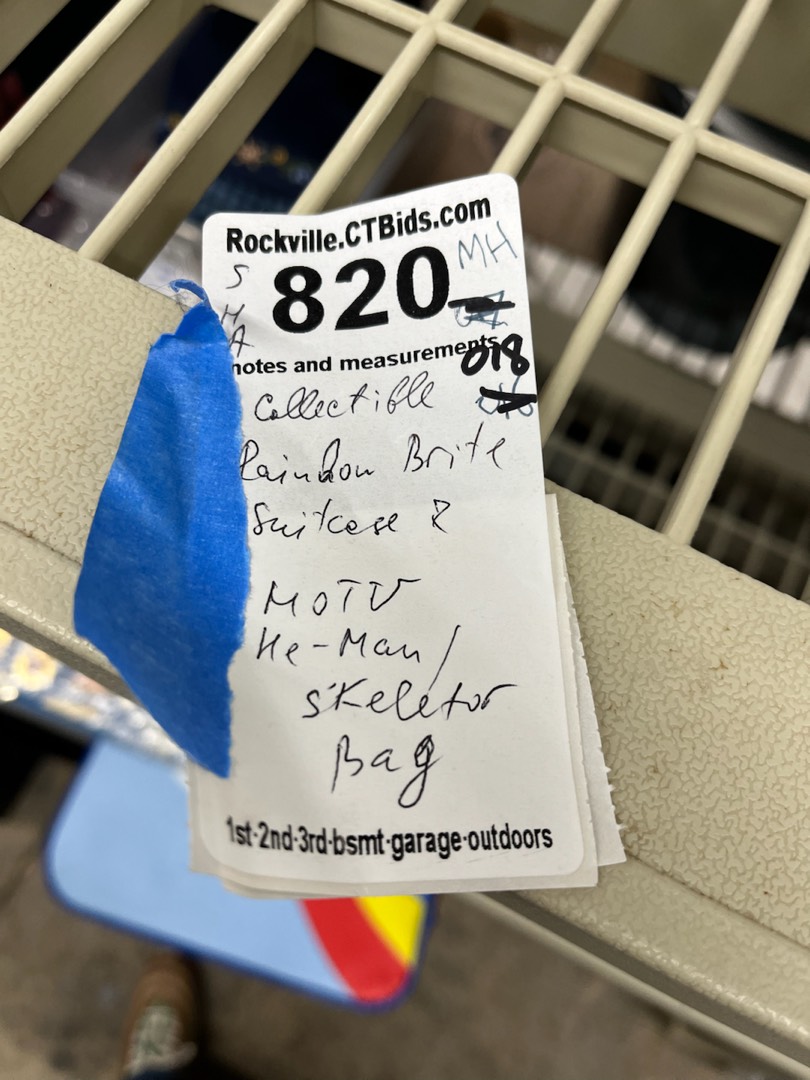 Rockville.CTBids.com
S
H
A
820
MH
notes and measurements
018
Collectible
Rainbow Brite
Suitcase &
MOTU
He-Man/
Skeletor
Bag
1st·2nd·3rd·bsmt·garage·outdoors